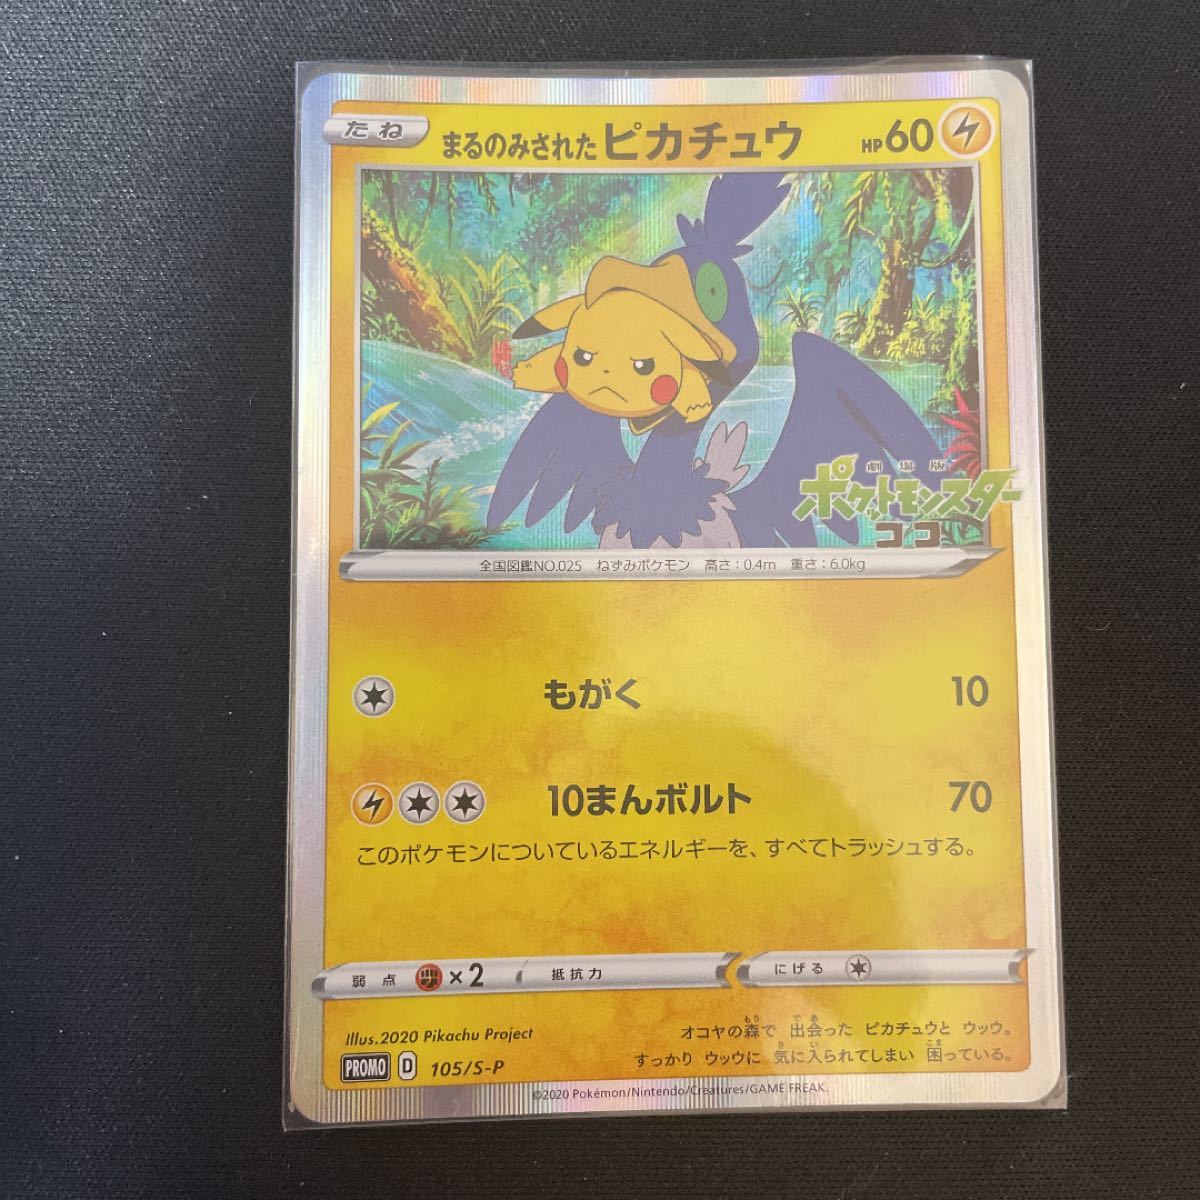 たね まるのみされたピカチュウ HP60
劇場版
ポケットモンスター
ココ
全国図鑑NO.025 ねずみポケモン 高さ：0.4m 重さ：6.0kg
もがく 10
10まんボルト 70
このポケモンについているエネルギーを、すべてトラッシュする。
弱点 ×2 抵抗力 にげる
Illus.2020 Pikachu Project
PROMO D 105/S-P
もり であ
オコヤの森で 出会った ピカチュウと ウッウ。
き い こま
すっかり ウッウに 気に入られてしまい 困っている。
©2020 Pokémon/Nintendo/Creatures/GAME FREAK.